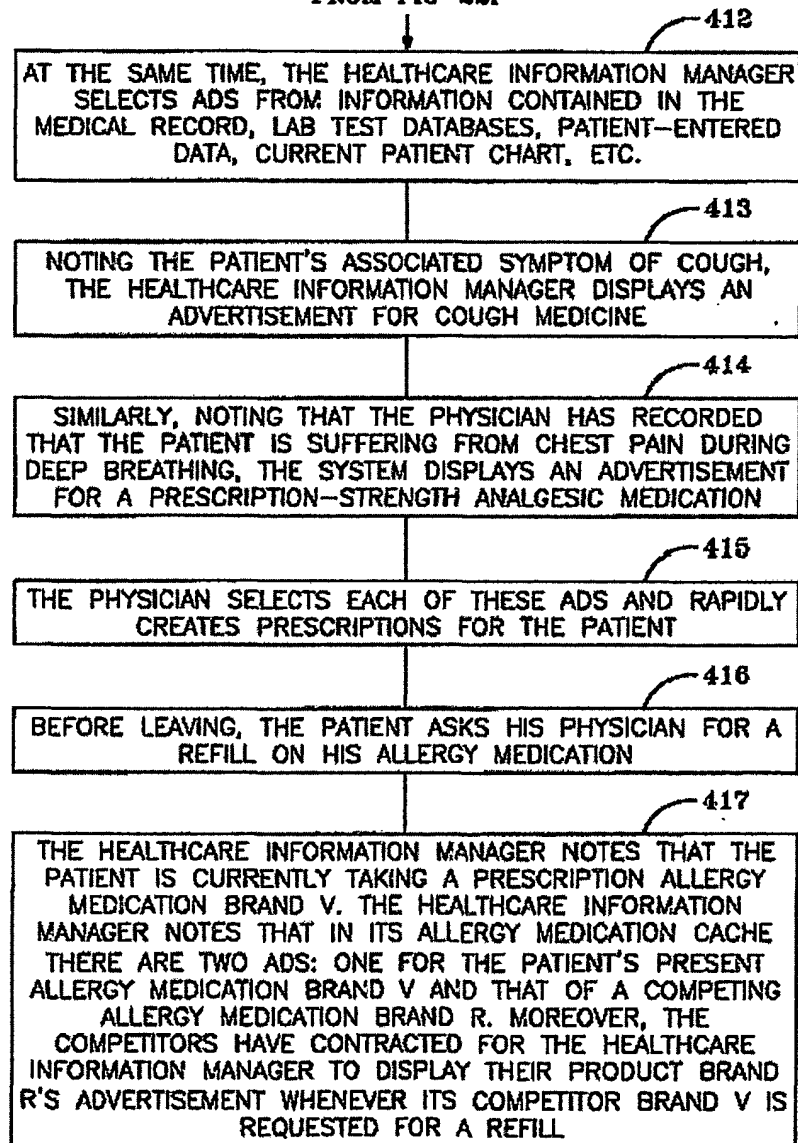 412
AT THE SAME TIME, THE HEALTHCARE INFORMATION MANAGER
SELECTS ADS FROM INFORMATION CONTAINED IN THE
MEDICAL RECORD, LAB TEST DATABASES, PATIENT-ENTERED
DATA, CURRENT PATIENT CHART, ETC.
413
NOTING THE PATIENT'S ASSOCIATED SYMPTOM OF COUGH,
THE HEALTHCARE INFORMATION MANAGER DISPLAYS AN
ADVERTISEMENT FOR COUGH MEDICINE
414
SIMILARLY, NOTING THAT THE PHYSICIAN HAS RECORDED
THAT THE PATIENT IS SUFFERING FROM CHEST PAIN DURING
DEEP BREATHING, THE SYSTEM DISPLAYS AN ADVERTISEMENT
FOR A PRESCRIPTION-STRENGTH ANALGESIC MEDICATION
415
THE PHYSICIAN SELECTS EACH OF THESE ADS AND RAPIDLY
CREATES PRESCRIPTIONS FOR THE PATIENT
416
BEFORE LEAVING, THE PATIENT ASKS HIS PHYSICIAN FOR A
REFILL ON HIS ALLERGY MEDICATION
417
THE HEALTHCARE INFORMATION MANAGER NOTES THAT THE
PATIENT IS CURRENTLY TAKING A PRESCRIPTION ALLERGY
MEDICATION BRAND V. THE HEALTHCARE INFORMATION
MANAGER NOTES THAT IN ITS ALLERGY MEDICATION CACHE
THERE ARE TWO ADS: ONE FOR THE PATIENT'S PRESENT
ALLERGY MEDICATION BRAND V AND THAT OF A COMPETING
ALLERGY MEDICATION BRAND R. MOREOVER, THE
COMPETITORS HAVE CONTRACTED FOR THE HEALTHCARE
INFORMATION MANAGER TO DISPLAY THEIR PRODUCT BRAND
R'S ADVERTISEMENT WHENEVER ITS COMPETITOR BRAND V IS
REQUESTED FOR A REFILL